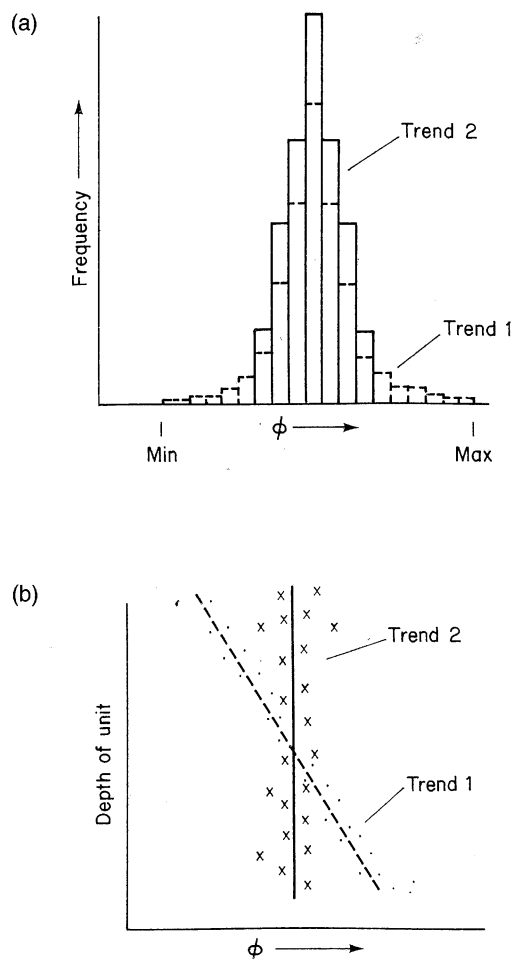 (a)
Frequency
Trend 2
Trend 1
ϕ
Min
Max
(b)
Depth of unit
Trend 2
Trend 1
ϕ